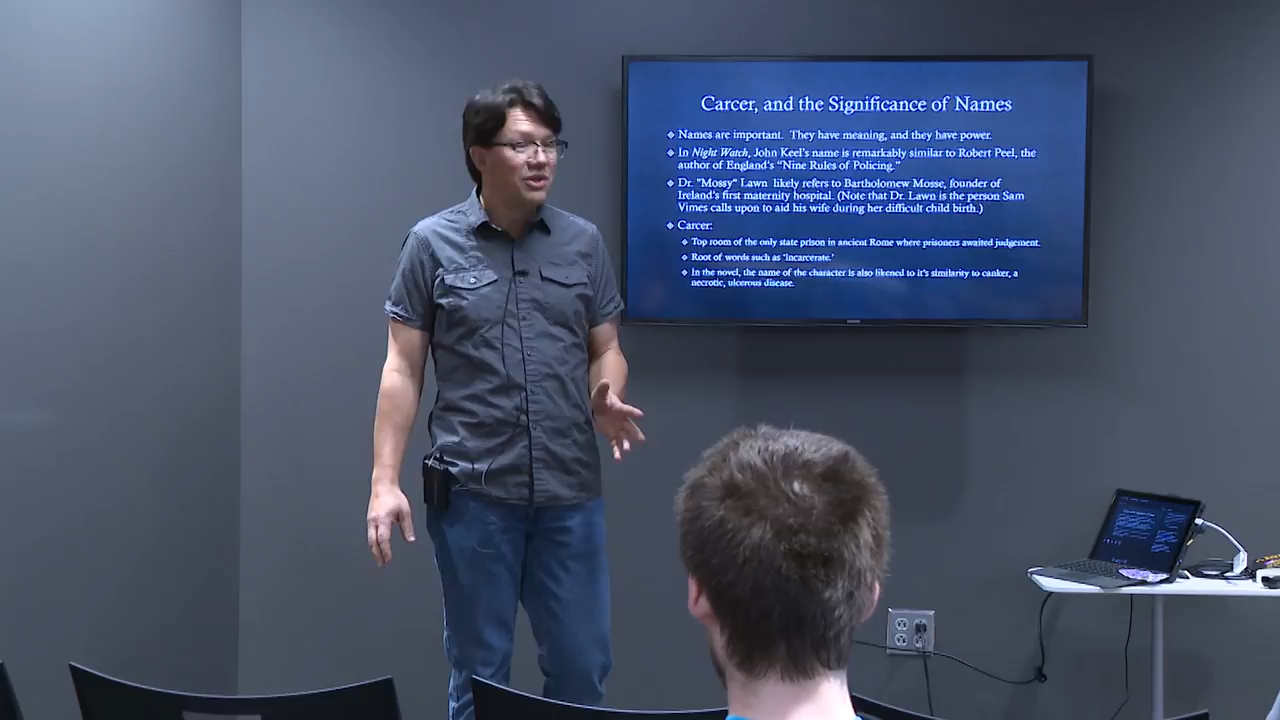 Carcer, and the Significance of Names
❖ Names are important. They have meaning, and they have power.
❖ In Night Watch, John Keel's name is remarkably similar to Robert Peel, the
author of England's "Nine Rules of Policing."
❖ Dr. "Mossy" Lawn likely refers to Bartholomew Mosse, founder of
Ireland's first maternity hospital. (Note that Dr. Lawn is the person Sam
Vimes calls upon to aid his wife during her difficult child birth.)
❖ Carcer:
❖ Top room of the only state prison in ancient Rome where prisoners awaited judgement.
❖ Root of words such as 'incarcerate.'
❖ In the novel, the name of the character is also likened to it's similarity to canker, a
necrotic, ulcerous disease.